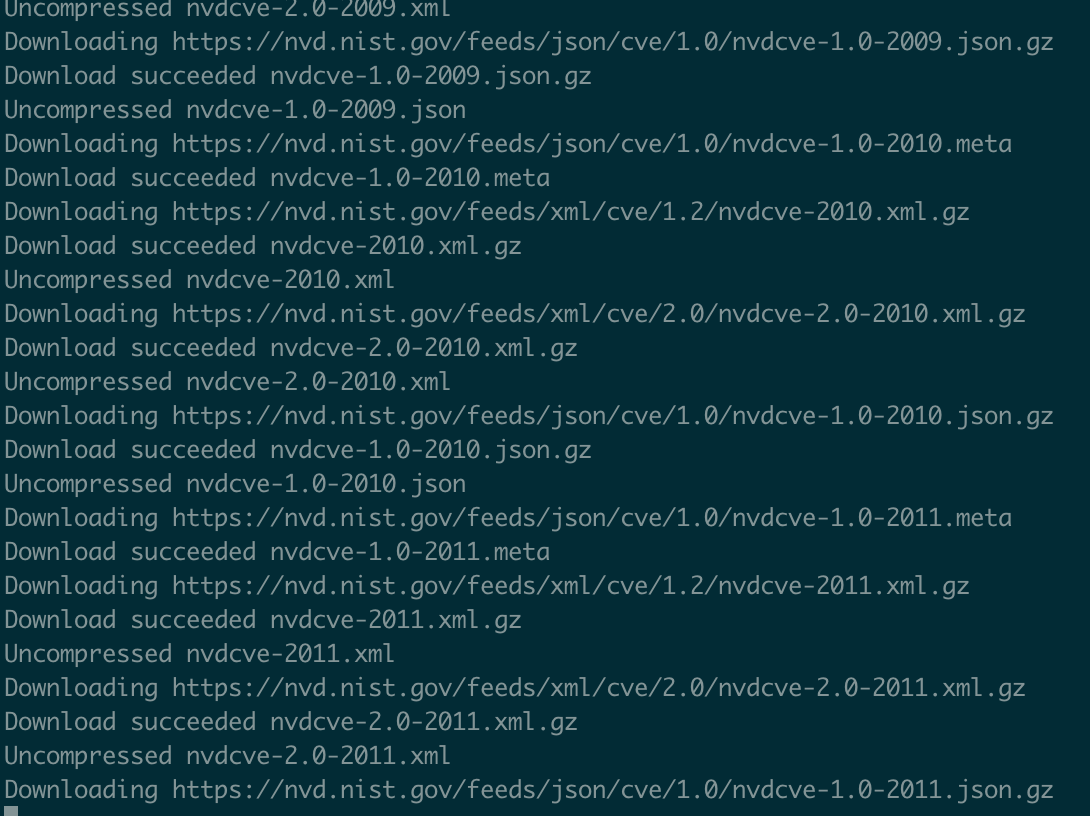 Uncompressed nvdcve-2.0-2009.xml
Downloading https://nvd.nist.gov/feeds/json/cve/1.0/nvdcve-1.0-2009.json.gz
Download succeeded nvdcve-1.0-2009.json.gz
Uncompressed nvdcve-1.0-2009.json
Downloading https://nvd.nist.gov/feeds/json/cve/1.0/nvdcve-1.0-2010.meta
Download succeeded nvdcve-1.0-2010.meta
Downloading https://nvd.nist.gov/feeds/xml/cve/1.2/nvdcve-2010.xml.gz
Download succeeded nvdcve-2010.xml.gz
Uncompressed nvdcve-2010.xml
Downloading https://nvd.nist.gov/feeds/xml/cve/2.0/nvdcve-2.0-2010.xml.gz
Download succeeded nvdcve-2.0-2010.xml.gz
Uncompressed nvdcve-2.0-2010.xml
Downloading https://nvd.nist.gov/feeds/json/cve/1.0/nvdcve-1.0-2010.json.gz
Download succeeded nvdcve-1.0-2010.json.gz
Uncompressed nvdcve-1.0-2010.json
Downloading https://nvd.nist.gov/feeds/json/cve/1.0/nvdcve-1.0-2011.meta
Download succeeded nvdcve-1.0-2011.meta
Downloading https://nvd.nist.gov/feeds/xml/cve/1.2/nvdcve-2011.xml.gz
Download succeeded nvdcve-2011.xml.gz
Uncompressed nvdcve-2011.xml
Downloading https://nvd.nist.gov/feeds/xml/cve/2.0/nvdcve-2.0-2011.xml.gz
Download succeeded nvdcve-2.0-2011.xml.gz
Uncompressed nvdcve-2.0-2011.xml
Downloading https://nvd.nist.gov/feeds/json/cve/1.0/nvdcve-1.0-2011.json.gz